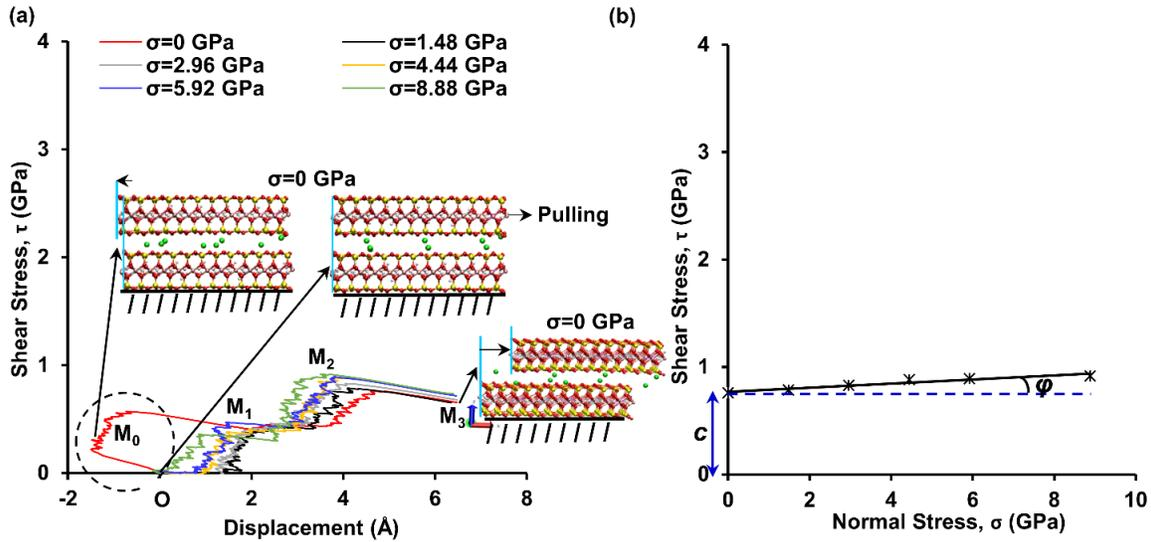 (a)
4
3
2
1
0
-2
O
2
4
6
8
Shear Stress, τ (GPa)
Displacement (Å)
σ=0 GPa
σ=1.48 GPa
σ=2.96 GPa
σ=4.44 GPa
σ=5.92 GPa
σ=8.88 GPa
σ=0 GPa
Pulling
σ=0 GPa
M0
M1
M2
M3
(b)
4
3
2
1
0
0
2
4
6
8
10
Shear Stress, τ (GPa)
Normal Stress, σ (GPa)
c
φ